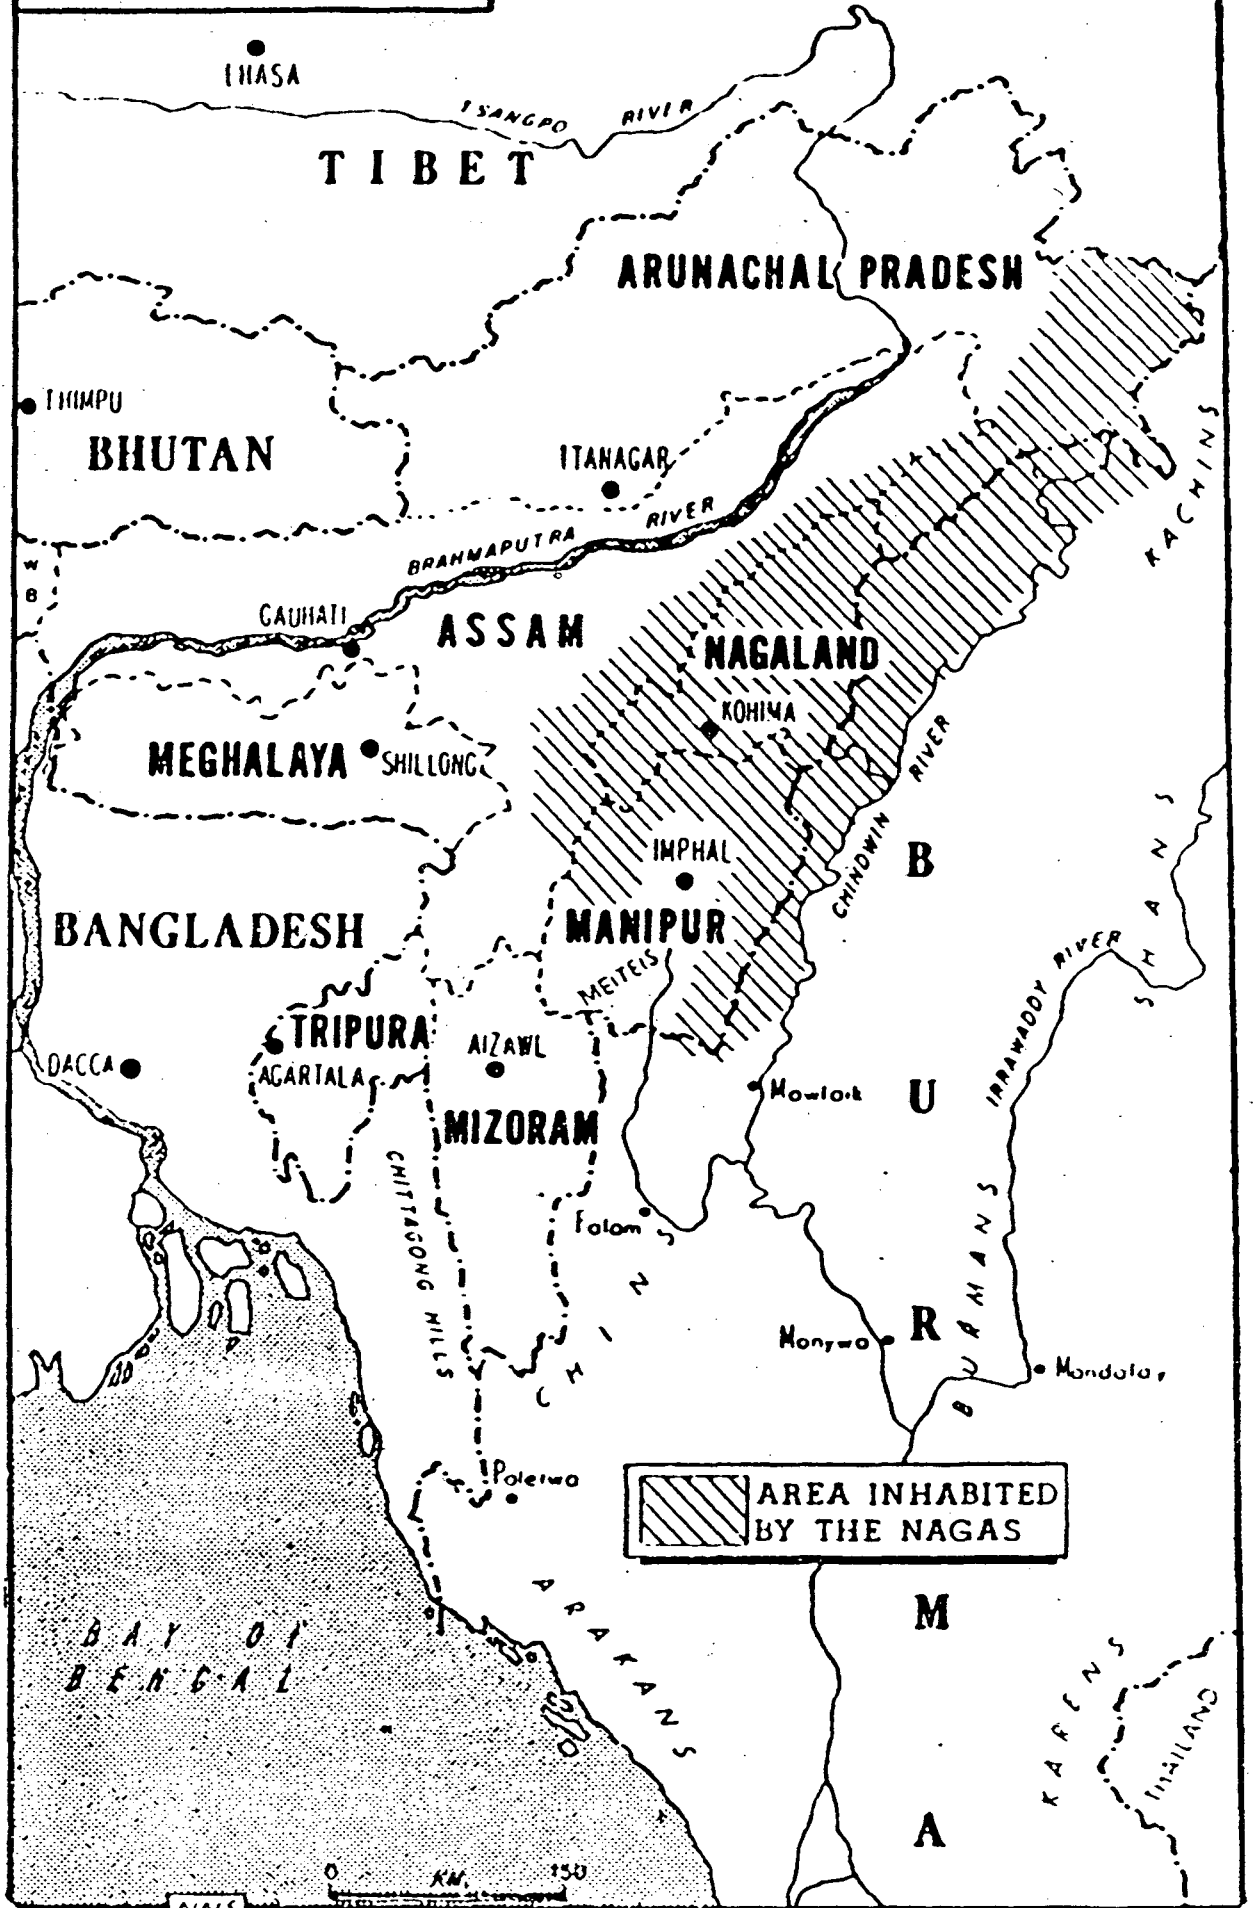 LHASA
TSANGPO RIVER
TIBET
ARUNACHAL PRADESH
THIMPU
BHUTAN
ITANAGAR
KACHINS
BRAHMAPUTRA RIVER
W
B
GAUHATI
ASSAM
NAGALAND
KOHIMA
MEGHALAYA
SHILLONG
CHINDWIN RIVER
SHANS
IMPHAL
B
BANGLADESH
MANIPUR
MEITEIS
IRRAWADDY RIVER
TRIPURA
AIZAWL
DACCA
AGARTALA
Mawlaik
U
MIZORAM
CHITTAGONG HILLS
Falam
CHINS
BURMANS
Monywa
R
Mandalay
Paletwa
AREA INHABITED
BY THE NAGAS
ARAKANS
M
BAY OF
BENGAL
KARENS
THAILAND
A
0 KM. 150